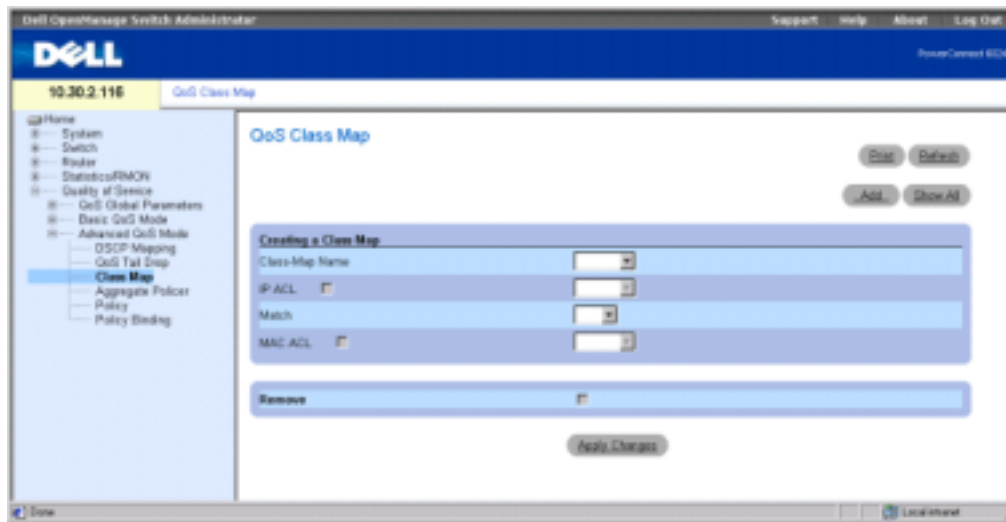 Dell OpenManage Switch Administrator
Support Help About Log Out
DELL
PowerConnect
10.30.2.116
QoS Class Map
Home
System
Switch
Router
Statistics/RMON
Quality of Service
QoS Global Parameters
Basic QoS Mode
Advanced QoS Mode
DSCP Mapping
QoS Tail Drop
Class Map
Aggregate Policer
Policy
Policy Binding
QoS Class Map
Print Refresh
Add Show All
Creating a Class Map
Class-Map Name
IP ACL
Match
MAC ACL
Remove
Apply Changes
Done
Local intranet